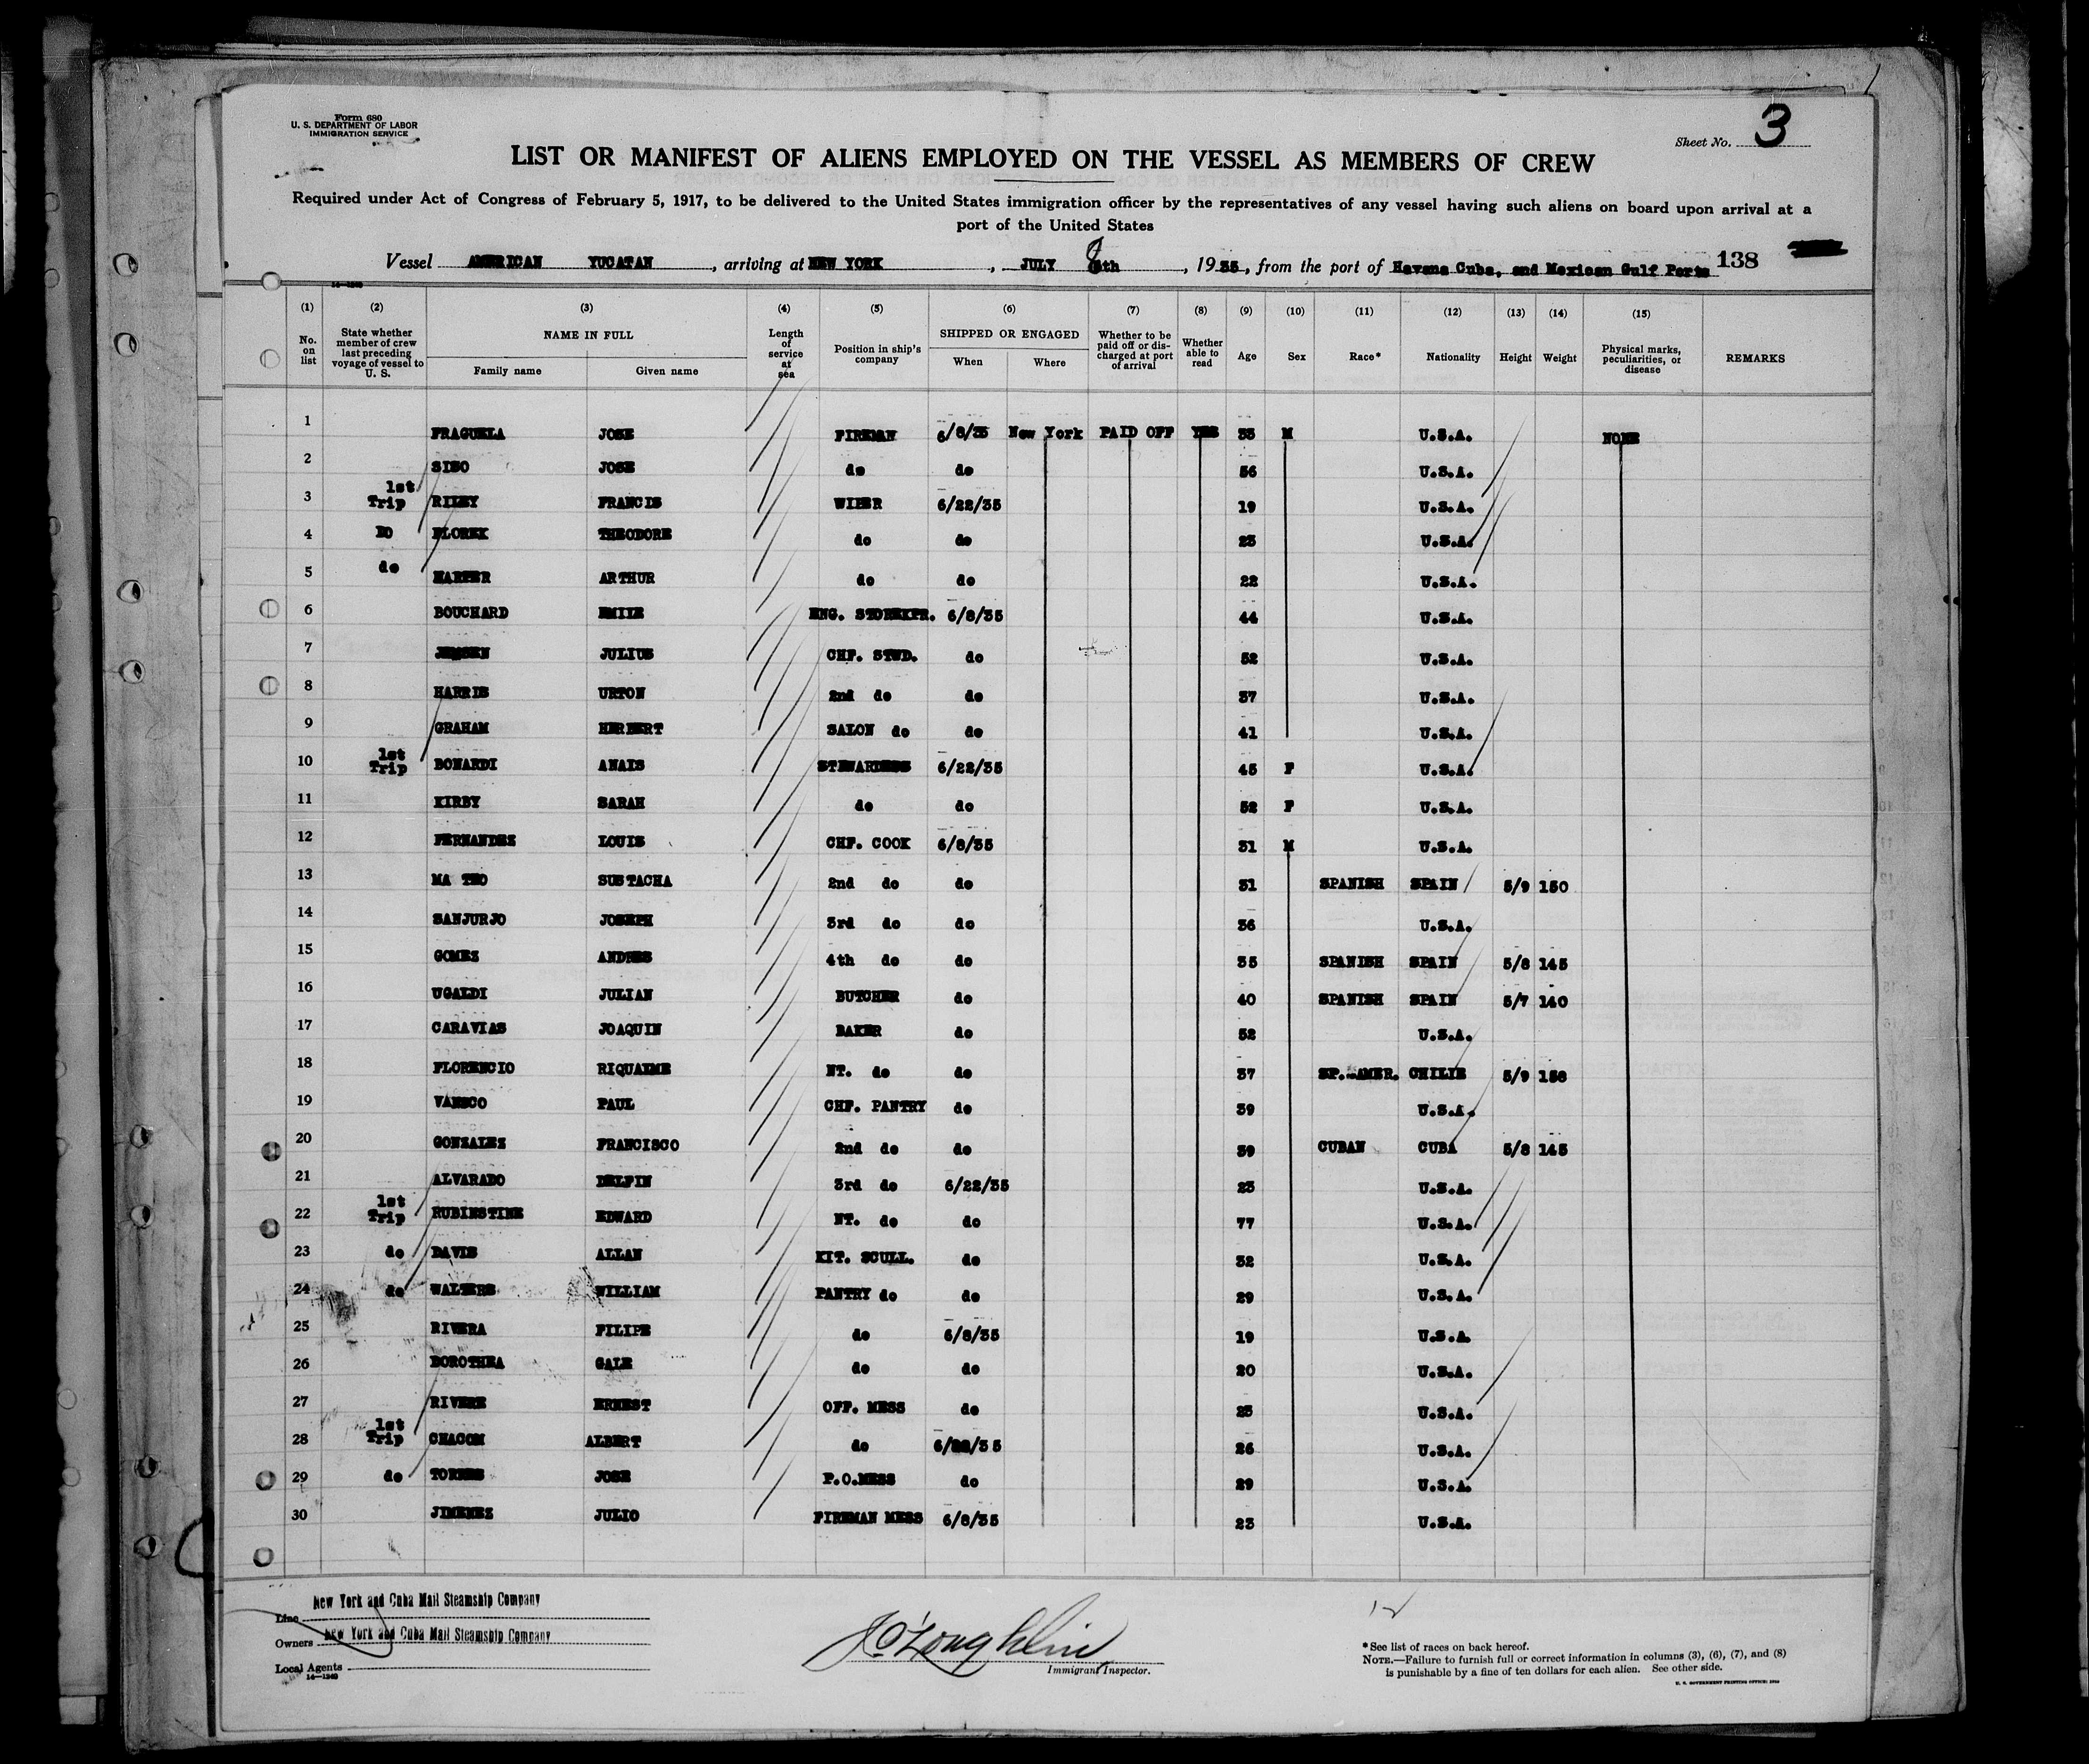 Form 680
U. S. DEPARTMENT OF LABOR
IMMIGRATION SERVICE
Sheet No. 3
LIST OR MANIFEST OF ALIENS EMPLOYED ON THE VESSEL AS MEMBERS OF CREW
Required under Act of Congress of February 5, 1917, to be delivered to the United States immigration officer by the representatives of any vessel having such aliens on board upon arrival at a
port of the United States
Vessel AMERICAN YUCATAN, arriving at NEW YORK, JULY 8th, 1935, from the port of Havana Cuba, and Mexican Gulf Ports 138
(1) (2) (3) (4) (5) (6) (7) (8) (9) (10) (11) (12) (13) (14) (15)
No. on list State whether member of crew last preceding voyage of vessel to U. S. NAME IN FULL Family name Given name Length of service at sea Position in ship's company SHIPPED OR ENGAGED When Where Whether to be paid off or discharged at port of arrival Whether able to read Age Sex Race* Nationality Height Weight Physical marks, peculiarities, or disease REMARKS
1 FRAGUELA JOSE FIREMAN 6/8/35 New York PAID OFF YES 35 M U.S.A. NONE
2 SISO JOSE do do 56 U.S.A.
3 1st Trip RILEY FRANCIS WIPER 6/22/35 19 U.S.A.
4 DO FLOREK THEODORE do do 23 U.S.A.
5 do HARTER ARTHUR do do 22 U.S.A.
6 BOUCHARD EMILE ENG. STOREKPR. 6/8/35 44 U.S.A.
7 JULIUS CHF. STWD. do 52 U.S.A.
8 HARRIS URTON 2nd do do 37 U.S.A.
9 GRAHAM HERBERT SALON do do 41 U.S.A.
10 1st Trip BONARDI ANAIS STEWARDESS 6/22/35 45 F U.S.A.
11 KIRBY SARAH do do 52 F U.S.A.
12 FERNANDEZ LOUIS CHF. COOK 6/8/35 31 M U.S.A.
13 MA TEO SUSTACHA 2nd do do 31 SPANISH SPAIN 5/9 150
14 SANJURJO JOSEPH 3rd do do 36 U.S.A.
15 GOMEZ ANDRES 4th do do 35 SPANISH SPAIN 5/8 145
16 UGALDI JULIAN BUTCHER do 40 SPANISH SPAIN 5/7 140
17 CARAVIAS JOAQUIN BAKER do 52 U.S.A.
18 FLORENCIO RIQUALME NT. do do 37 SP.-AMER. CHILIE 5/9 158
19 VANSCO PAUL CHF. PANTRY do 39 U.S.A.
20 GONZALEZ FRANCISCO 2nd do do 39 CUBAN CUBA 5/8 145
21 ALVARADO DELFIN 3rd do 6/22/35 23 U.S.A.
22 1st Trip RUBINSTINE EDWARD NT. do do 77 U.S.A.
23 do DAVIS ALLAN KIT. SCULL. do 32 U.S.A.
24 do WALTERS WILLIAM PANTRY do do 29 U.S.A.
25 RIVERA FILIPE do 6/8/35 19 U.S.A
26 DOROTHEA GALE do do 20 U.S.A.
27 RIVERE ERNEST OFF. MESS do 25 U.S.A.
28 1st Trip CHACOM ALBERT do 6/22/35 26 U.S.A.
29 do TORRES JOSE P.O.MESS do 29 U.S.A
30 JIMENEZ JULIO FIREMAN MESS 6/8/35 23 U.S.A.
Line New York and Cuba Mail Steamship Company
Owners New York and Cuba Mail Steamship Company
Local Agents
14—1240
J O'Loughlin
Immigrant Inspector.
*See list of races on back hereof.
NOTE.—Failure to furnish full or correct information in columns (3), (6), (7), and (8)
is punishable by a fine of ten dollars for each alien. See other side.